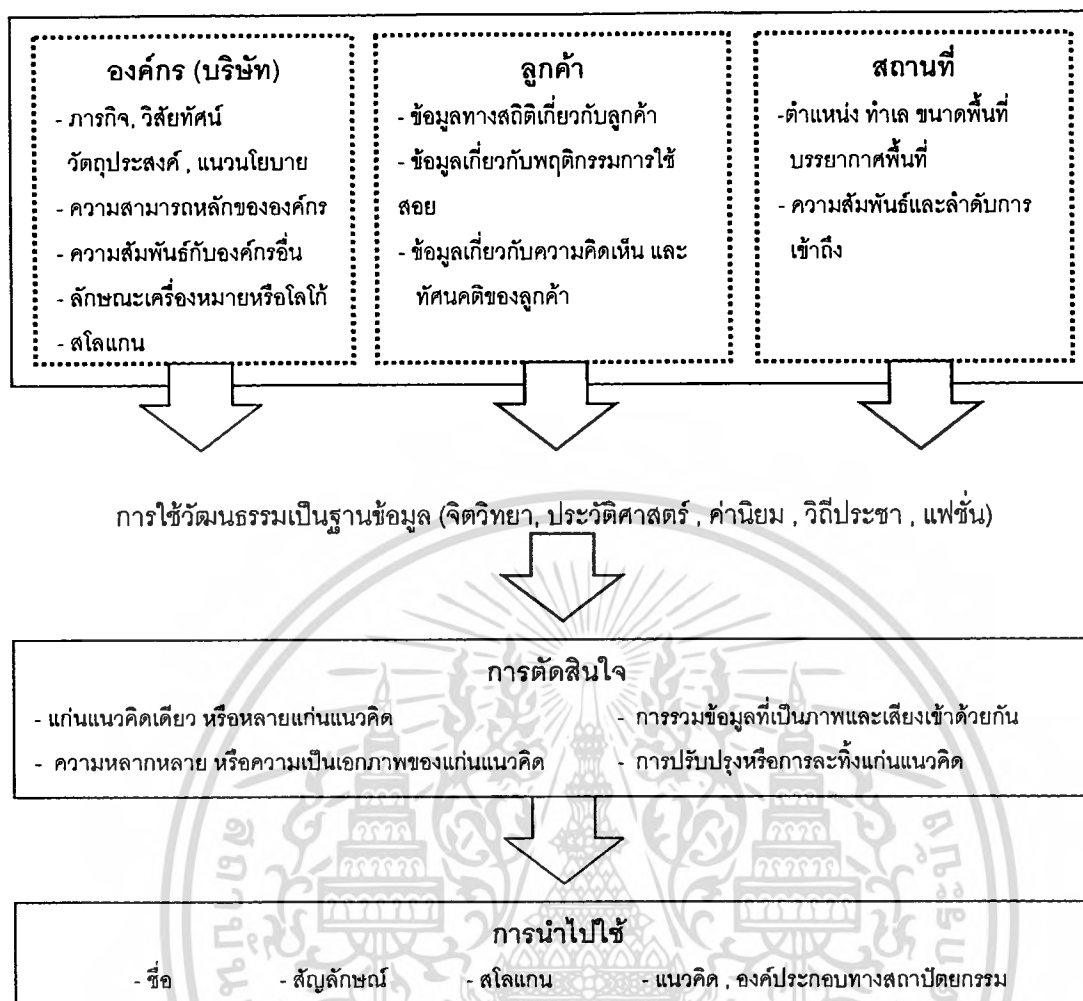 องค์กร (บริษัท)
- ภารกิจ, วิสัยทัศน์
วัตถุประสงค์ , แนวนโยบาย
- ความสามารถหลักขององค์กร
- ความสัมพันธ์กับองค์กรอื่น
- ลักษณะเครื่องหมายหรือโลโก้
- สโลแกน
ลูกค้า
- ข้อมูลทางสถิติเกี่ยวกับลูกค้า
- ข้อมูลเกี่ยวกับพฤติกรรมการใช้
สอย
- ข้อมูลเกี่ยวกับความคิดเห็น และ
ทัศนคติของลูกค้า
สถานที่
-ตำแหน่ง ทำเล ขนาดพื้นที่
บรรยากาศพื้นที่
- ความสัมพันธ์และลำดับการ
เข้าถึง
การใช้วัฒนธรรมเป็นฐานข้อมูล (จิตวิทยา, ประวัติศาสตร์ , ค่านิยม , วิถีประชา , แฟชั่น)
การตัดสินใจ
- แก่นแนวคิดเดียว หรือหลายแก่นแนวคิด - การรวมข้อมูลที่เป็นภาพและเสียงเข้าด้วยกัน
- ความหลากหลาย หรือความเป็นเอกภาพของแก่นแนวคิด - การปรับปรุงหรือการละทิ้งแก่นแนวคิด
การนำไปใช้
- ชื่อ - สัญลักษณ์ - สโลแกน - แนวคิด , องค์ประกอบทางสถาปัตยกรรม